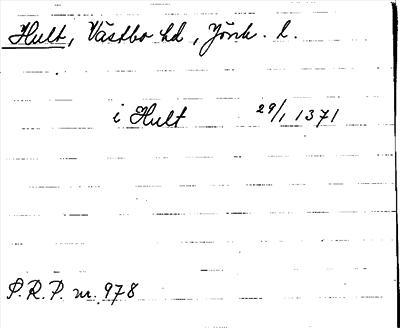 Hult, Västbo hd, Jönk. l.
i Hult 29/1 1371
P.R.P. nr. 978